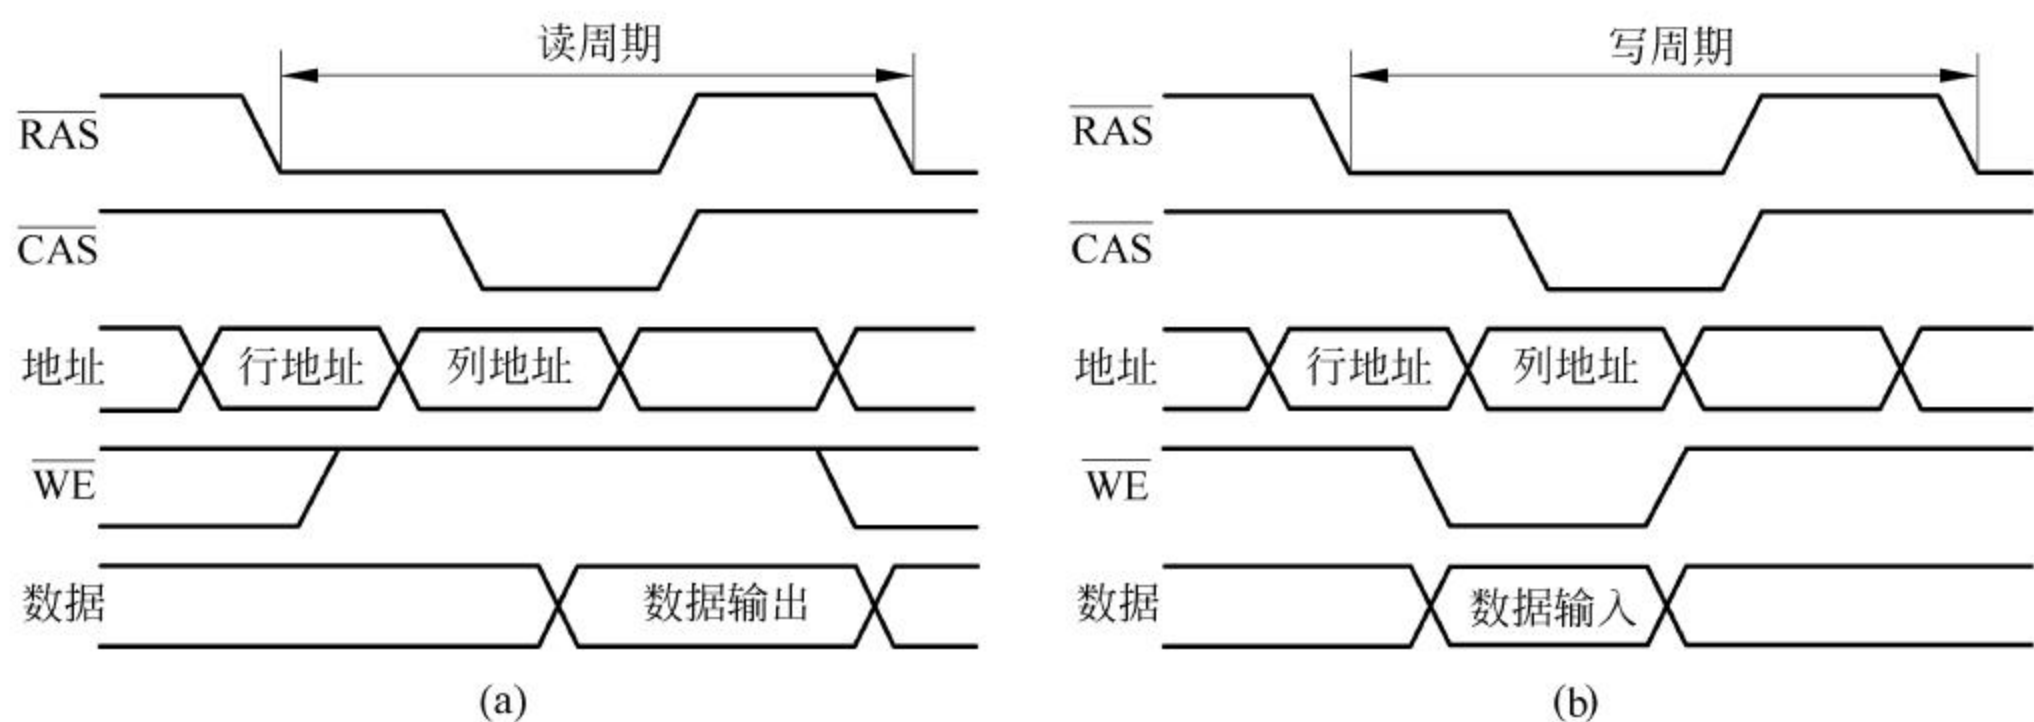 读周期
RAS
CAS
地址 行地址 列地址
WE
数据 数据输出
(a)
写周期
RAS
CAS
地址 行地址 列地址
WE
数据 数据输入
(b)